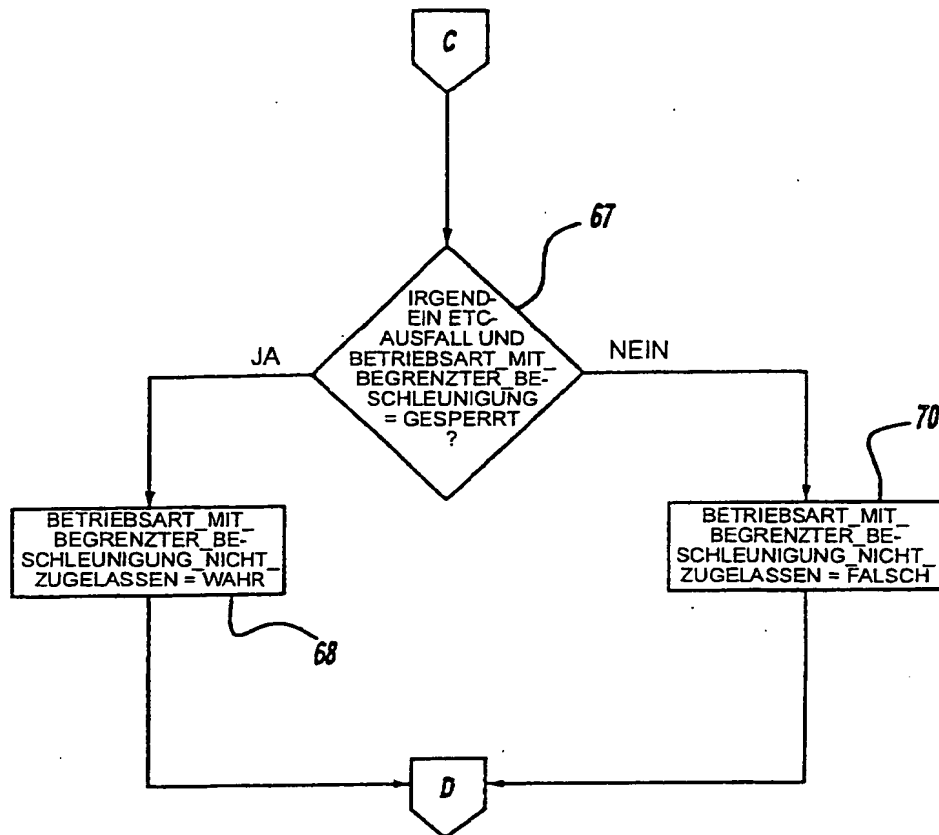 C
67
IRGEND-
EIN ETC-
AUSFALL UND
BETRIEBSART_MIT_
BEGRENZTER_BE-
SCHLEUNIGUNG
= GESPERRT
?
JA
NEIN
70
BETRIEBSART_MIT_
BEGRENZTER_BE-
SCHLEUNIGUNG_NICHT_
ZUGELASSEN = WAHR
BETRIEBSART_MIT_
BEGRENZTER_BE-
SCHLEUNIGUNG_NICHT_
ZUGELASSEN = FALSCH
68
D